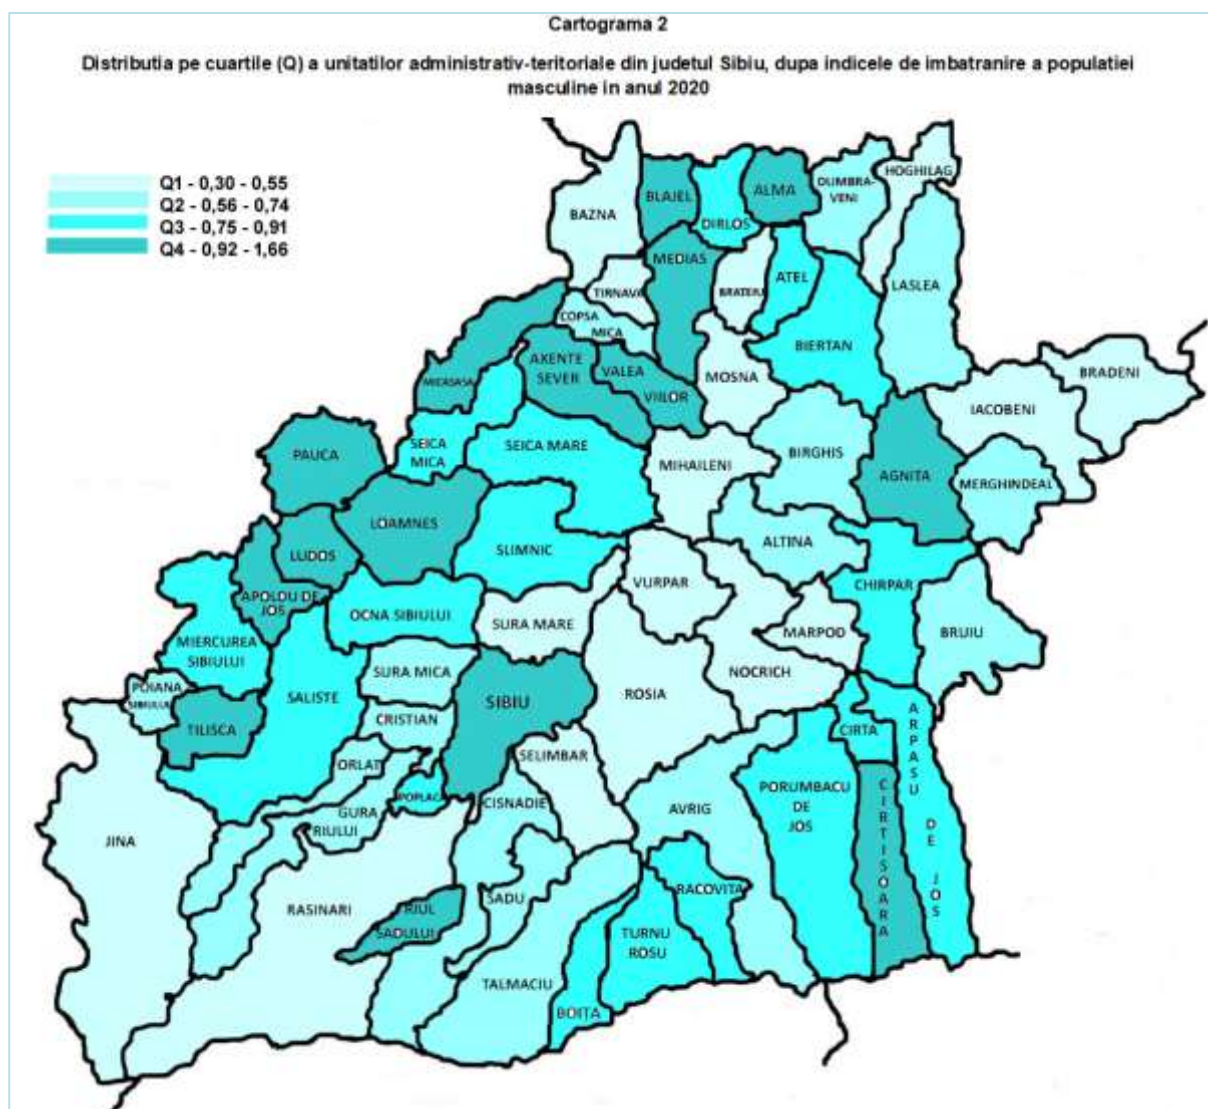 Cartograma 2
Distributia pe cuartile (Q) a unitatilor administrativ-teritoriale din judetul Sibiu, dupa indicele de imbatranire a populatiei
masculine in anul 2020
Q1 - 0,30 - 0,55
Q2 - 0,56 - 0,74
Q3 - 0,75 - 0,91
Q4 - 0,92 - 1,66
HOGHILAG
BLAJEL
ALMA
DUMBRA-
VENI
BAZNA
DIRLOS
MEDIAS
ATEL
LASLEA
TIRNAVA
BRATEIU
COPSA
MICA
BIERTAN
AXENTE
SEVER
VALEA
VIILOR
MOSNA
BRADENI
MICASASA
IACOBENI
SEICA
MICA
SEICA MARE
PAUCA
MIHAILENI
BIRGHIS
AGNITA
MERGHINDEAL
LOAMNES
SLIMNIC
ALTINA
LUDOS
VURPAR
CHIRPAR
APOLDU DE
JOS
OCNA SIBIULUI
SURA MARE
MARPOD
BRUIU
MIERCUREA
SIBIULUI
SURA MICA
NOCRICH
POIANA
SIBIULUI
SALISTE
SIBIU
ROSIA
TILISCA
CRISTIAN
CIRTA
ARPASU
DE
JOS
ORLAT
SELIMBAR
POPLACA
CISNADIE
PORUMBACU
DE
JOS
CIRTISOARA
GURA
RIULUI
AVRIG
JINA
RASINARI
SADU
RACOVITA
RIUL
SADULUI
TURNU
ROSU
TALMACIU
BOITA